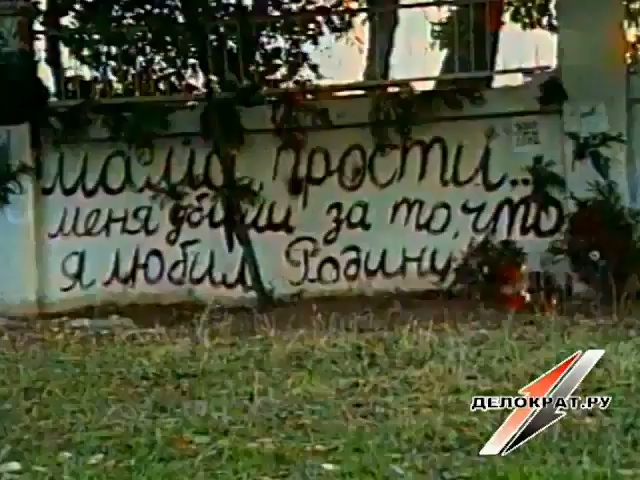 мама, прости...
меня убили за то, что
я любил Родину
ДЕЛОКРАТ.РУ